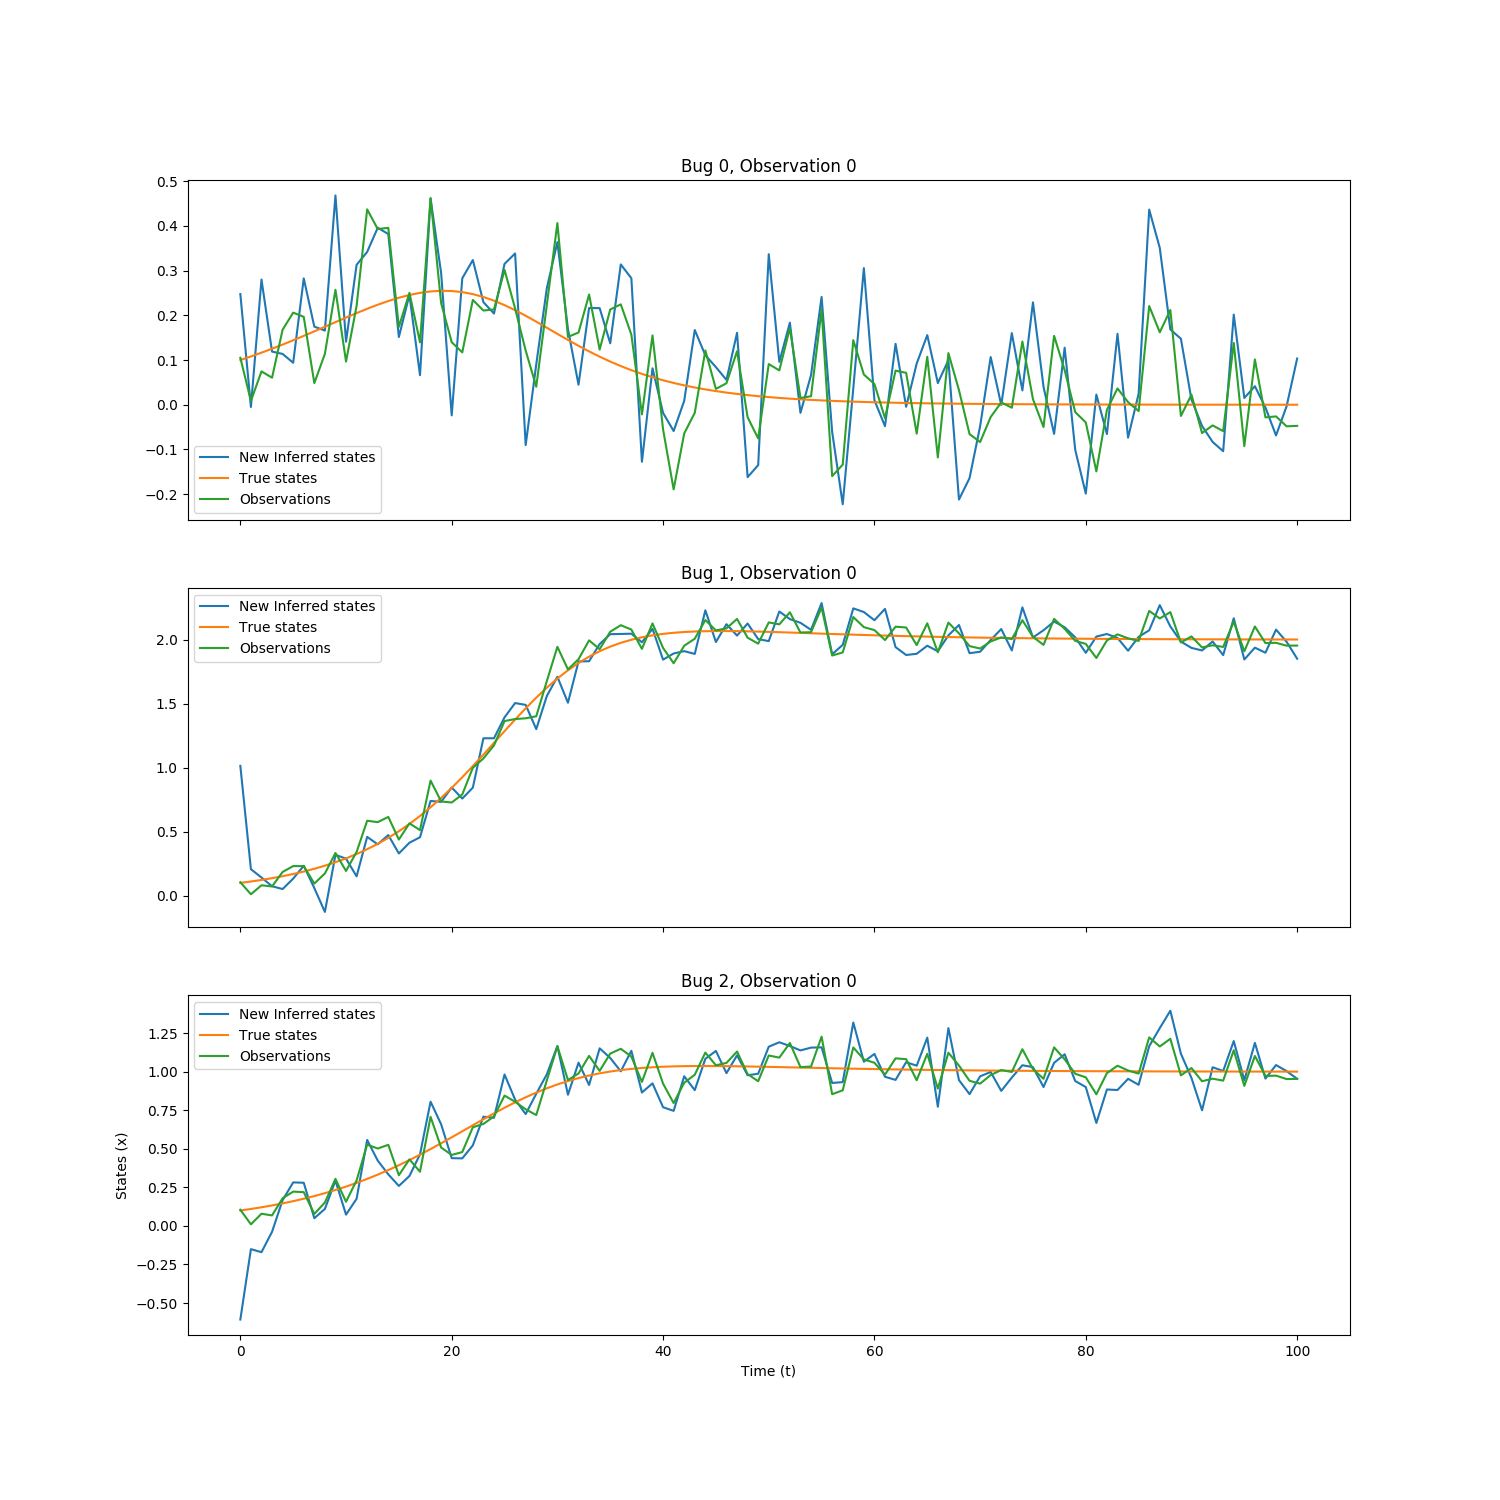 Bug 0, Observation 0
0.5
0.4
0.3
0.2
0.1
0.0
−0.1
−0.2
New Inferred states
True states
Observations
Bug 1, Observation 0
New Inferred states
True states
Observations
2.0
1.5
1.0
0.5
0.0
Bug 2, Observation 0
New Inferred states
True states
Observations
1.25
1.00
0.75
0.50
0.25
0.00
−0.25
−0.50
States (x)
0 20 40 60 80 100
Time (t)